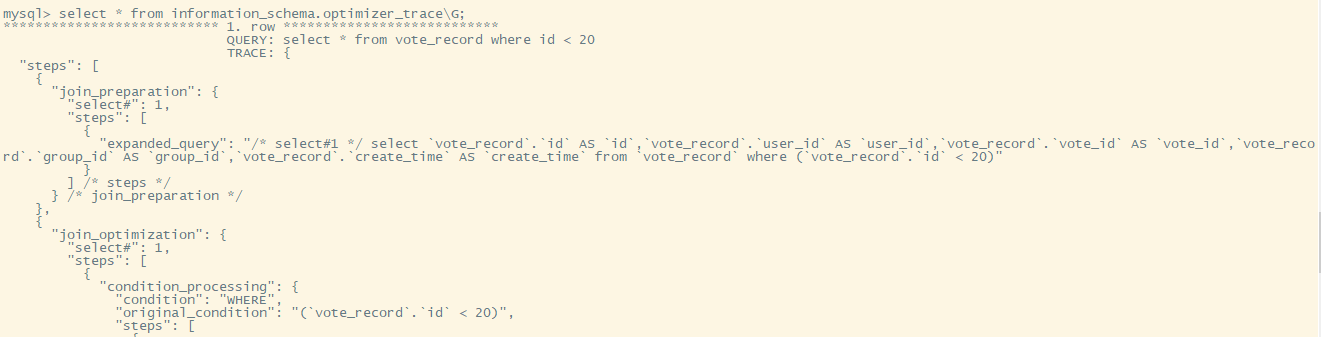 mysql> select * from information_schema.optimizer_trace\G;
*************************** 1. row ***************************
                            QUERY: select * from vote_record where id < 20
                            TRACE: {
  "steps": [
    {
      "join_preparation": {
        "select#": 1,
        "steps": [
          {
            "expanded_query": "/* select#1 */ select `vote_record`.`id` AS `id`,`vote_record`.`user_id` AS `user_id`,`vote_record`.`vote_id` AS `vote_id`,`vote_reco
rd`.`group_id` AS `group_id`,`vote_record`.`create_time` AS `create_time` from `vote_record` where (`vote_record`.`id` < 20)"
          }
        ] /* steps */
      } /* join_preparation */
    },
    {
      "join_optimization": {
        "select#": 1,
        "steps": [
          {
            "condition_processing": {
              "condition": "WHERE",
              "original_condition": "(`vote_record`.`id` < 20)",
              "steps": [
                {